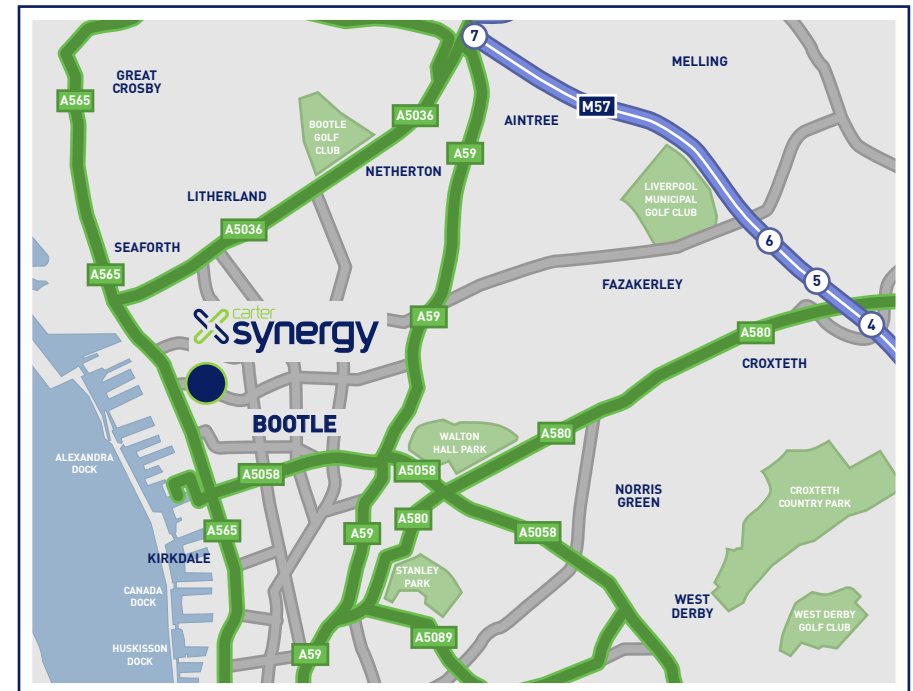 7
MELLING
GREAT
CROSBY
A565
M57
A5036
AINTREE
BOOTLE
GOLF
CLUB
A59
NETHERTON
LITHERLAND
LIVERPOOL
MUNICIPAL
GOLF CLUB
A5036
SEAFORTH
6
A565
5
FAZAKERLEY
carter
synergy
A59
4
A580
CROXTETH
BOOTLE
WALTON
HALL PARK
A580
ALEXANDRA
DOCK
A5058
A5058
NORRIS
GREEN
CROXTETH
COUNTRY PARK
A580
A565
A59
A5058
KIRKDALE
STANLEY
PARK
CANADA
DOCK
WEST
DERBY
WEST DERBY
GOLF CLUB
A5089
HUSKISSON
DOCK
A59